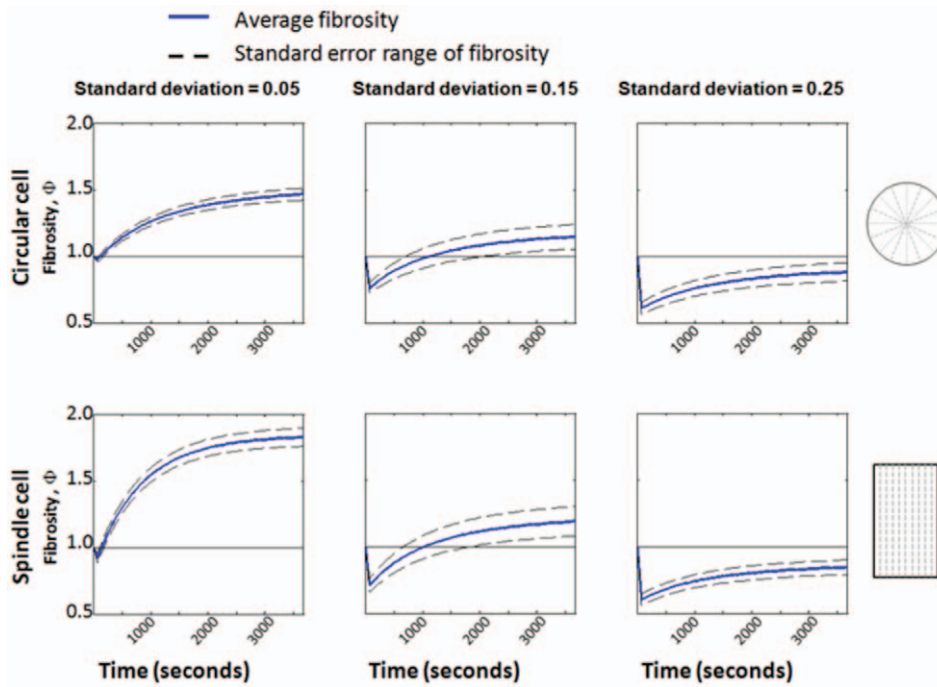 Average fibrosity
Standard error range of fibrosity
Standard deviation = 0.05 Standard deviation = 0.15 Standard deviation = 0.25
Circular cell
Fibrosity, Φ
2.0
1.5
1.0
0.5
1000 2000 3000 1000 2000 3000 1000 2000 3000
Spindle cell
Fibrosity, Φ
2.0
1.5
1.0
0.5
1000 2000 3000 1000 2000 3000 1000 2000 3000
Time (seconds) Time (seconds) Time (seconds)